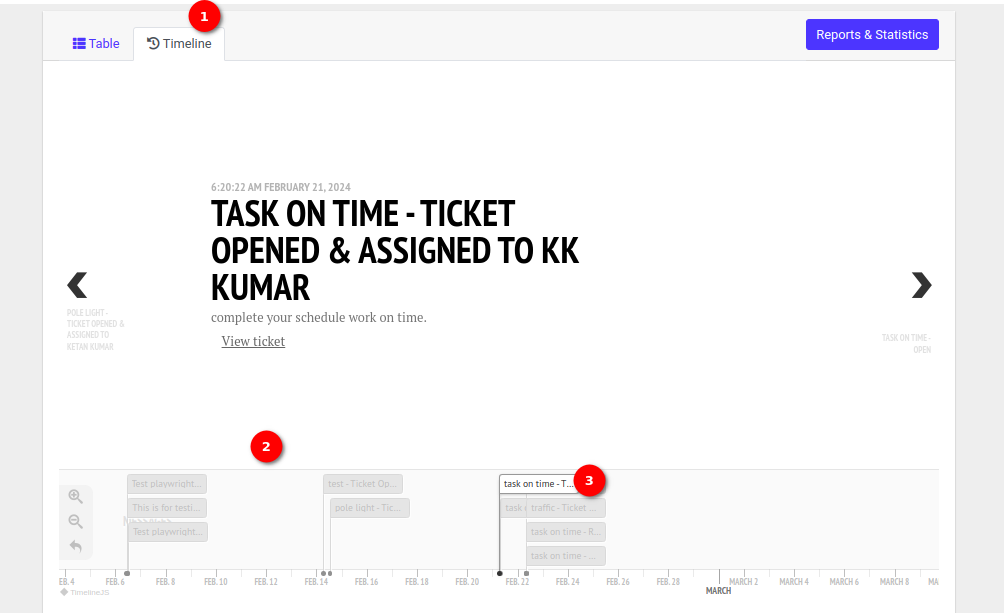 1
Table
Timeline
Reports & Statistics
6:20:22 AM FEBRUARY 21, 2024
TASK ON TIME - TICKET
OPENED & ASSIGNED TO KK
KUMAR
complete your schedule work on time.
View ticket
POLE LIGHT -
TICKET OPENED &
ASSIGNED TO
KETAN KUMAR
TASK ON TIME -
OPEN
2
3
Test playwright...
test - Ticket Op...
task on time - T...
This is for testi...
pole light - Tic...
task
traffic - Ticket ...
Test playwright...
task on time - R...
task on time - ...
EB. 4 FEB. 6 FEB. 8 FEB. 10 FEB. 12 FEB. 14 FEB. 16 FEB. 18 FEB. 20 FEB. 22 FEB. 24 FEB. 26 FEB. 28 MARCH MARCH 2 MARCH 4 MARCH 6 MARCH 8 MA
TimelineJS